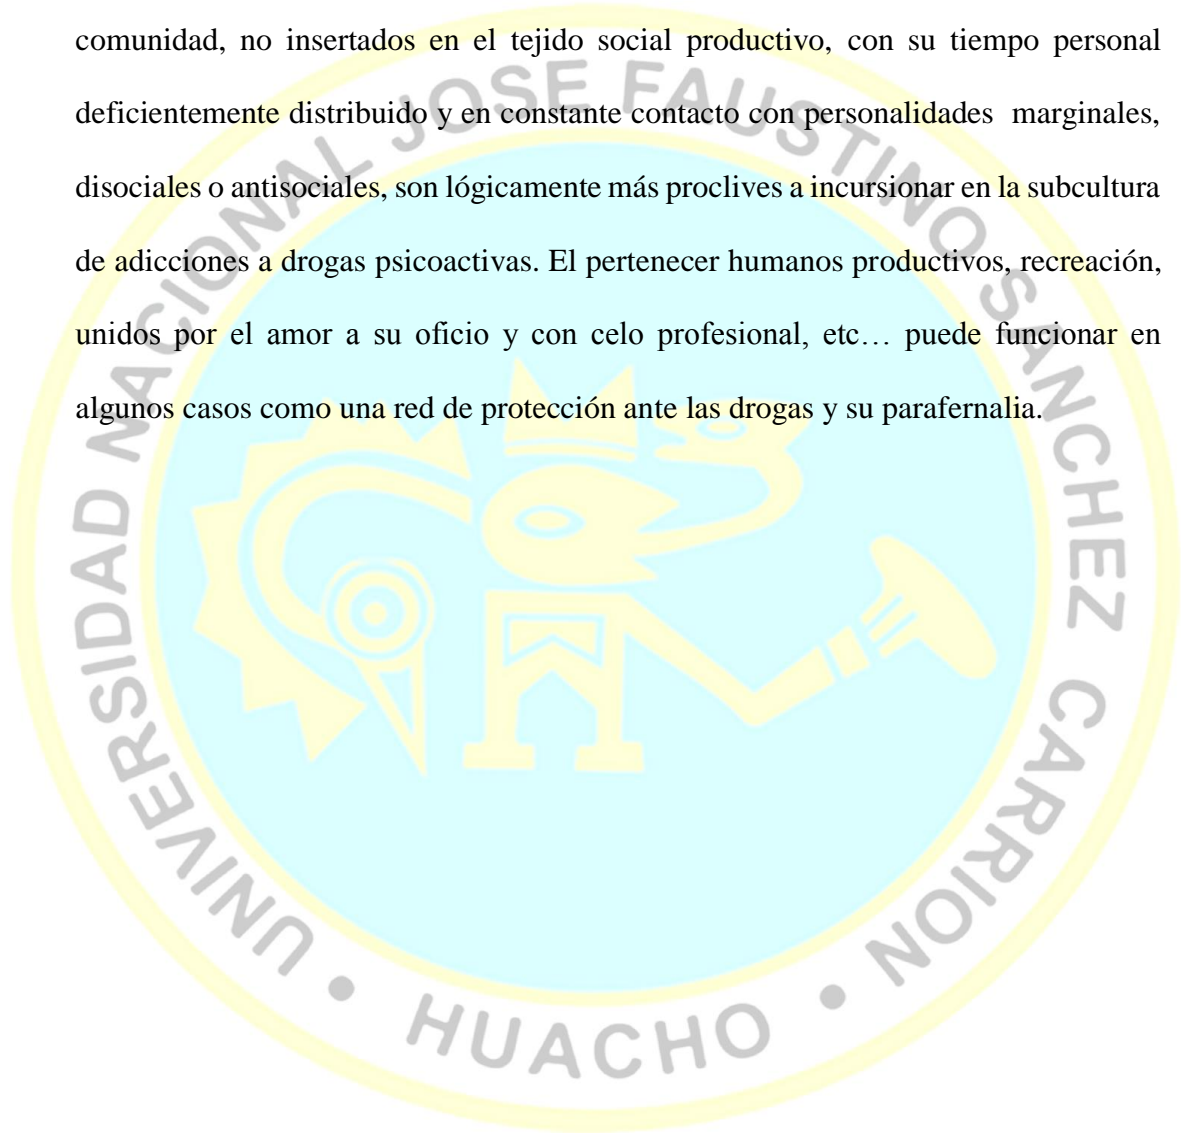 comunidad, no insertados en el tejido social productivo, con su tiempo personal
deficientemente distribuido y en constante contacto con personalidades marginales,
disociales o antisociales, son lógicamente más proclives a incursionar en la subcultura
de adicciones a drogas psicoactivas. El pertenecer humanos productivos, recreación,
unidos por el amor a su oficio y con celo profesional, etc… puede funcionar en
algunos casos como una red de protección ante las drogas y su parafernalia.
UNIVERSIDAD NACIONAL JOSE FAUSTINO SANCHEZ CARRION • HUACHO •